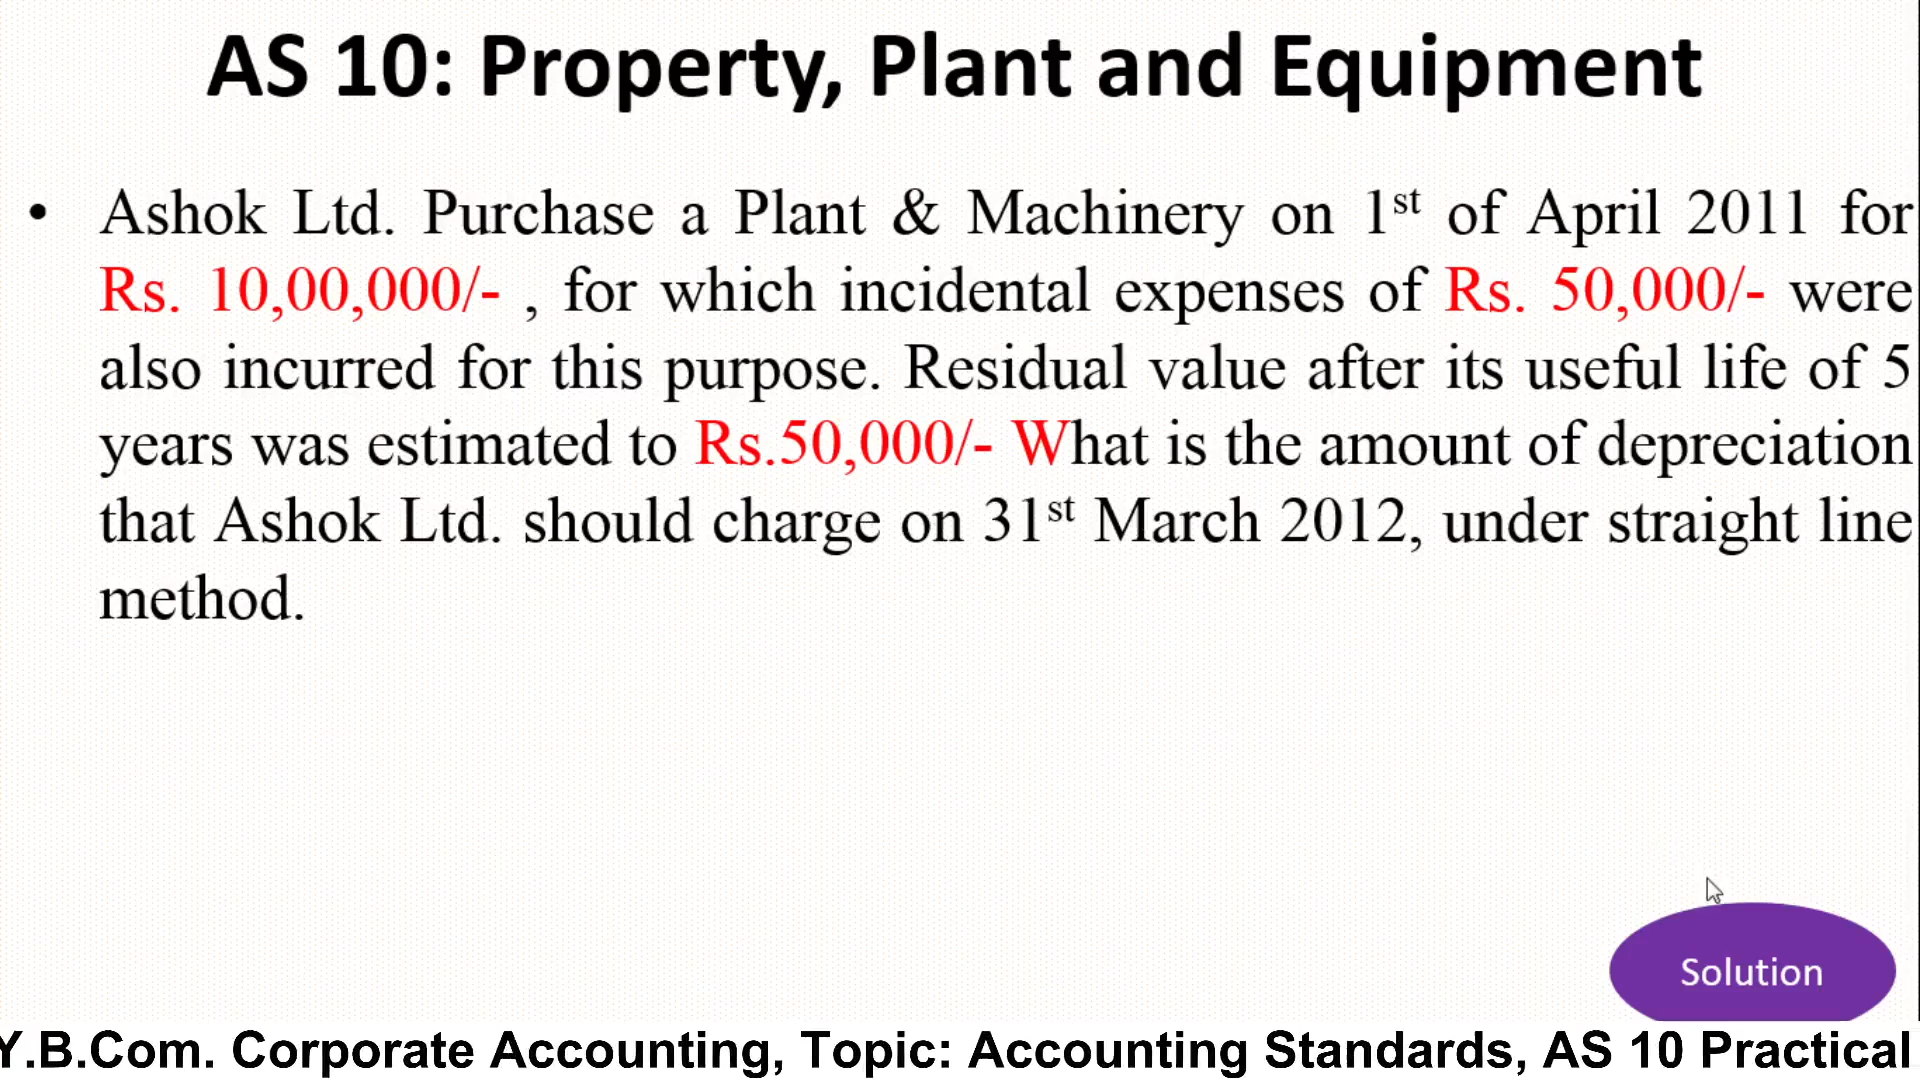 AS 10: Property, Plant and Equipment
• Ashok Ltd. Purchase a Plant & Machinery on 1st of April 2011 for
Rs. 10,00,000/- , for which incidental expenses of Rs. 50,000/- were
also incurred for this purpose. Residual value after its useful life of 5
years was estimated to Rs.50,000/- What is the amount of depreciation
that Ashok Ltd. should charge on 31st March 2012, under straight line
method.
Solution
Y.B.Com. Corporate Accounting, Topic: Accounting Standards, AS 10 Practical